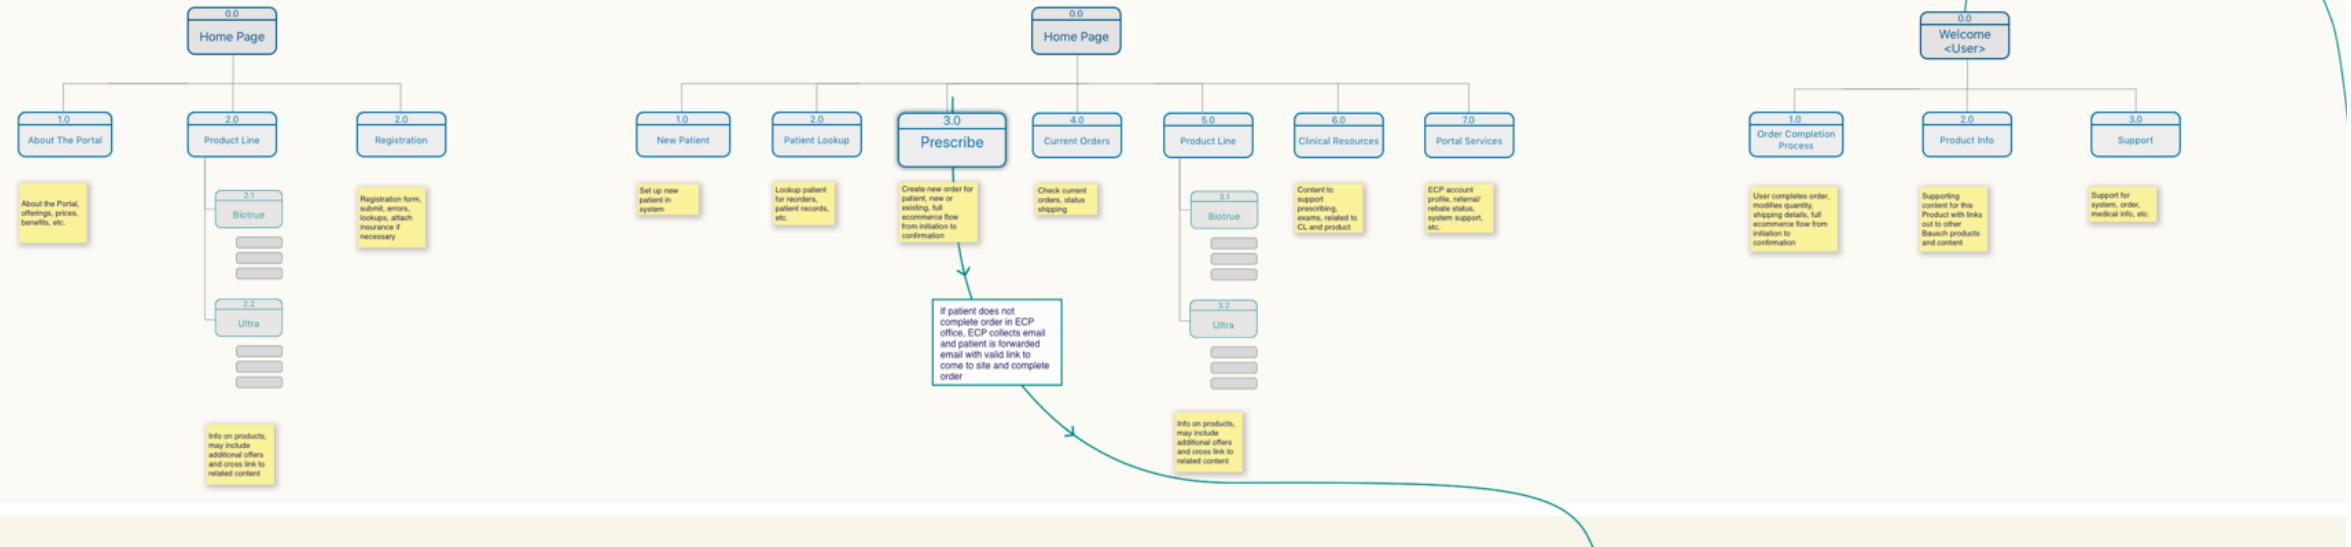 0.0
Home Page
1.0
About The Portal
2.0
Product Line
2.0
Registration
About the Portal,
offerings, prices,
benefits, etc.
2.1
Biotrue
2.2
Ultra
Info on products,
may include
additional offers
and cross link to
related content
Registration form,
submit, errors,
lookups, attach
insurance if
necessary
0.0
Home Page
1.0
New Patient
2.0
Patient Lookup
3.0
Prescribe
4.0
Current Orders
5.0
Product Line
6.0
Clinical Resources
7.0
Portal Services
Set up new
patient in
system
Lookup patient
for reorders,
patient records,
etc.
Create new order for
patient, new or
existing, full
ecommerce flow
from initiation to
confirmation
If patient does not
complete order in ECP
office, ECP collects email
and patient is forwarded
email with valid link to
come to site and complete
order
Check current
orders, status
shipping
3.1
Biotrue
3.2
Ultra
Info on products,
may include
additional offers
and cross link to
related content
Content to
support
prescribing,
exams, related to
CL and product
ECP account
profile, referral/
rebate status,
system support,
etc.
0.0
Welcome
<User>
1.0
Order Completion
Process
2.0
Product Info
3.0
Support
User completes order,
modifies quantity,
shipping details, full
ecommerce flow from
initiation to
confirmation
Supporting
content for this
Product with links
out to other
Bausch products
and content
Support for
system, order,
medical info, etc.